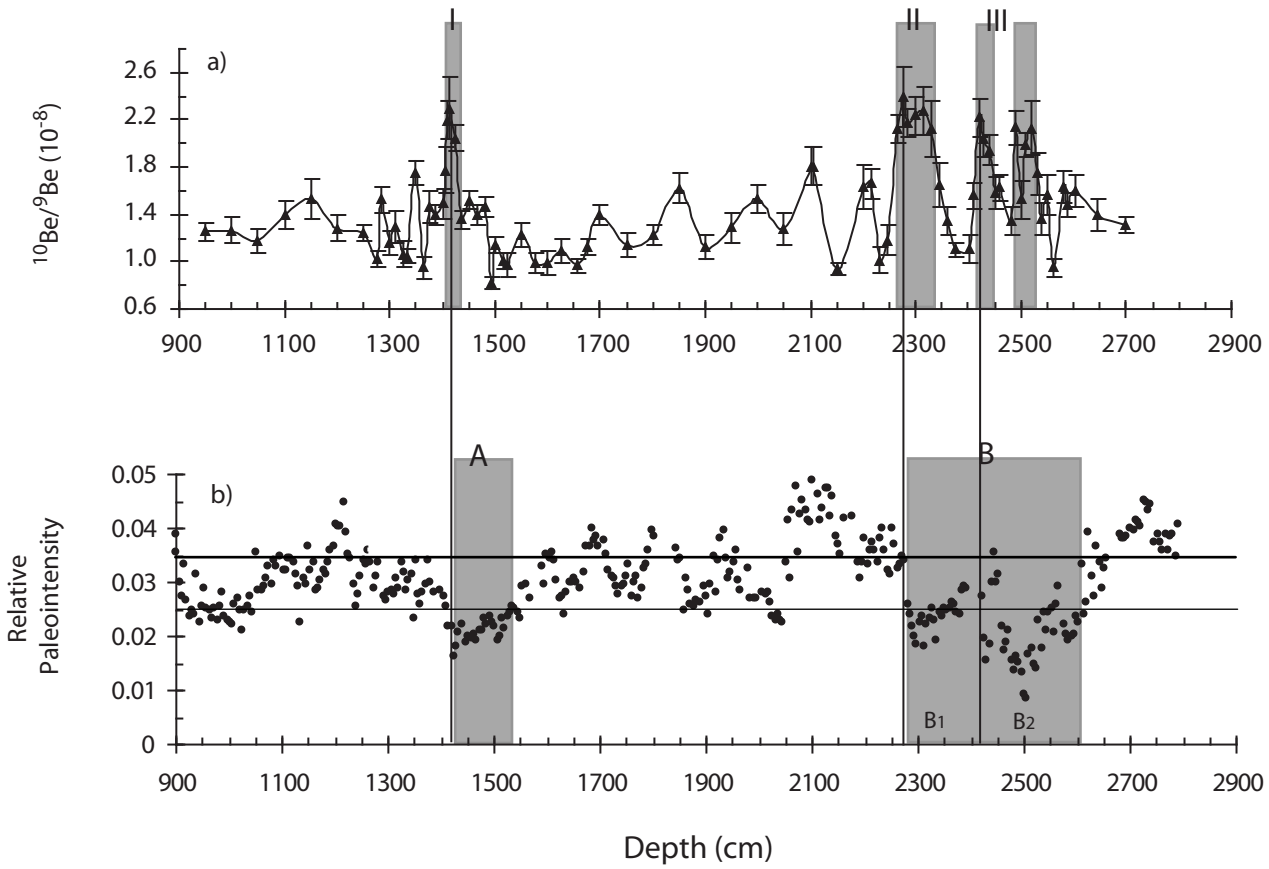 I II III
a)
2.6
2.2
1.8
1.4
1.0
0.6
10Be/9Be (10-8)
900 1100 1300 1500 1700 1900 2100 2300 2500 2700 2900
A B
b)
0.05
0.04
0.03
0.02
0.01
0
Relative
Paleointensity
B1 B2
900 1100 1300 1500 1700 1900 2100 2300 2500 2700 2900
Depth (cm)